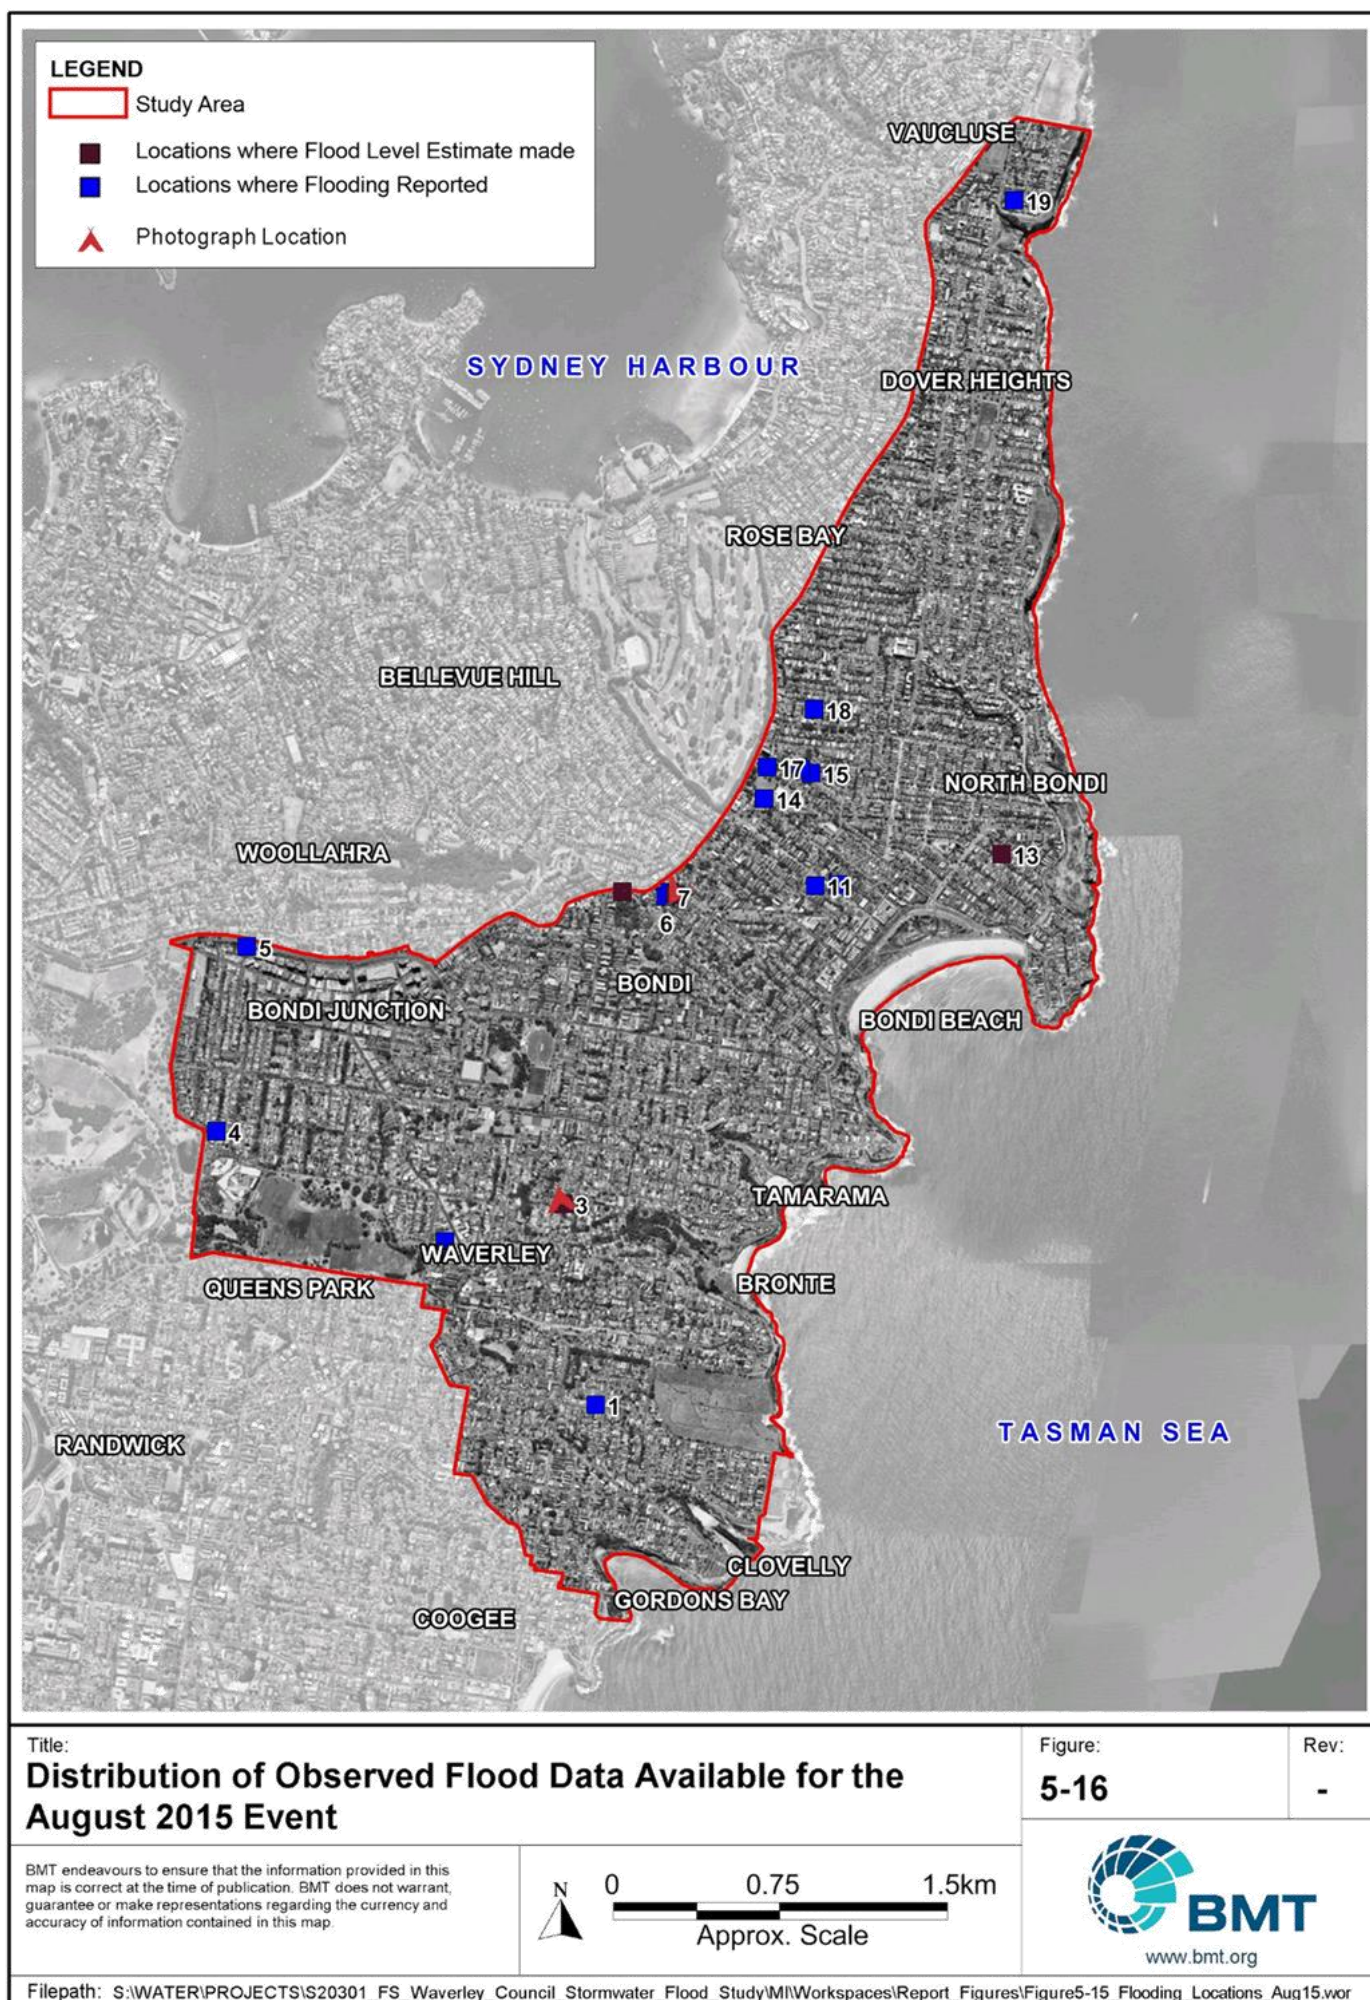 LEGEND
Study Area
Locations where Flood Level Estimate made
Locations where Flooding Reported
Photograph Location
VAUCLUSE
19
SYDNEY HARBOUR
DOVER HEIGHTS
ROSE BAY
BELLEVUE HILL
18
17
15
NORTH BONDI
14
WOOLLAHRA
13
11
7
6
5
BONDI
BONDI JUNCTION
BONDI BEACH
4
TAMARAMA
3
WAVERLEY
QUEENS PARK
BRONTE
1
TASMAN SEA
RANDWICK
CLOVELLY
GORDONS BAY
COOGEE
Title:
Distribution of Observed Flood Data Available for the
August 2015 Event
Figure:
5-16
Rev:
-
BMT endeavours to ensure that the information provided in this
map is correct at the time of publication. BMT does not warrant,
guarantee or make representations regarding the currency and
accuracy of information contained in this map.
N
0 0.75 1.5km
Approx. Scale
BMT
www.bmt.org
Filepath: S:\WATER\PROJECTS\S20301_FS_Waverley_Council_Stormwater_Flood_Study\MI\Workspaces\Report_Figures\Figure5-15_Flooding_Locations_Aug15.wor